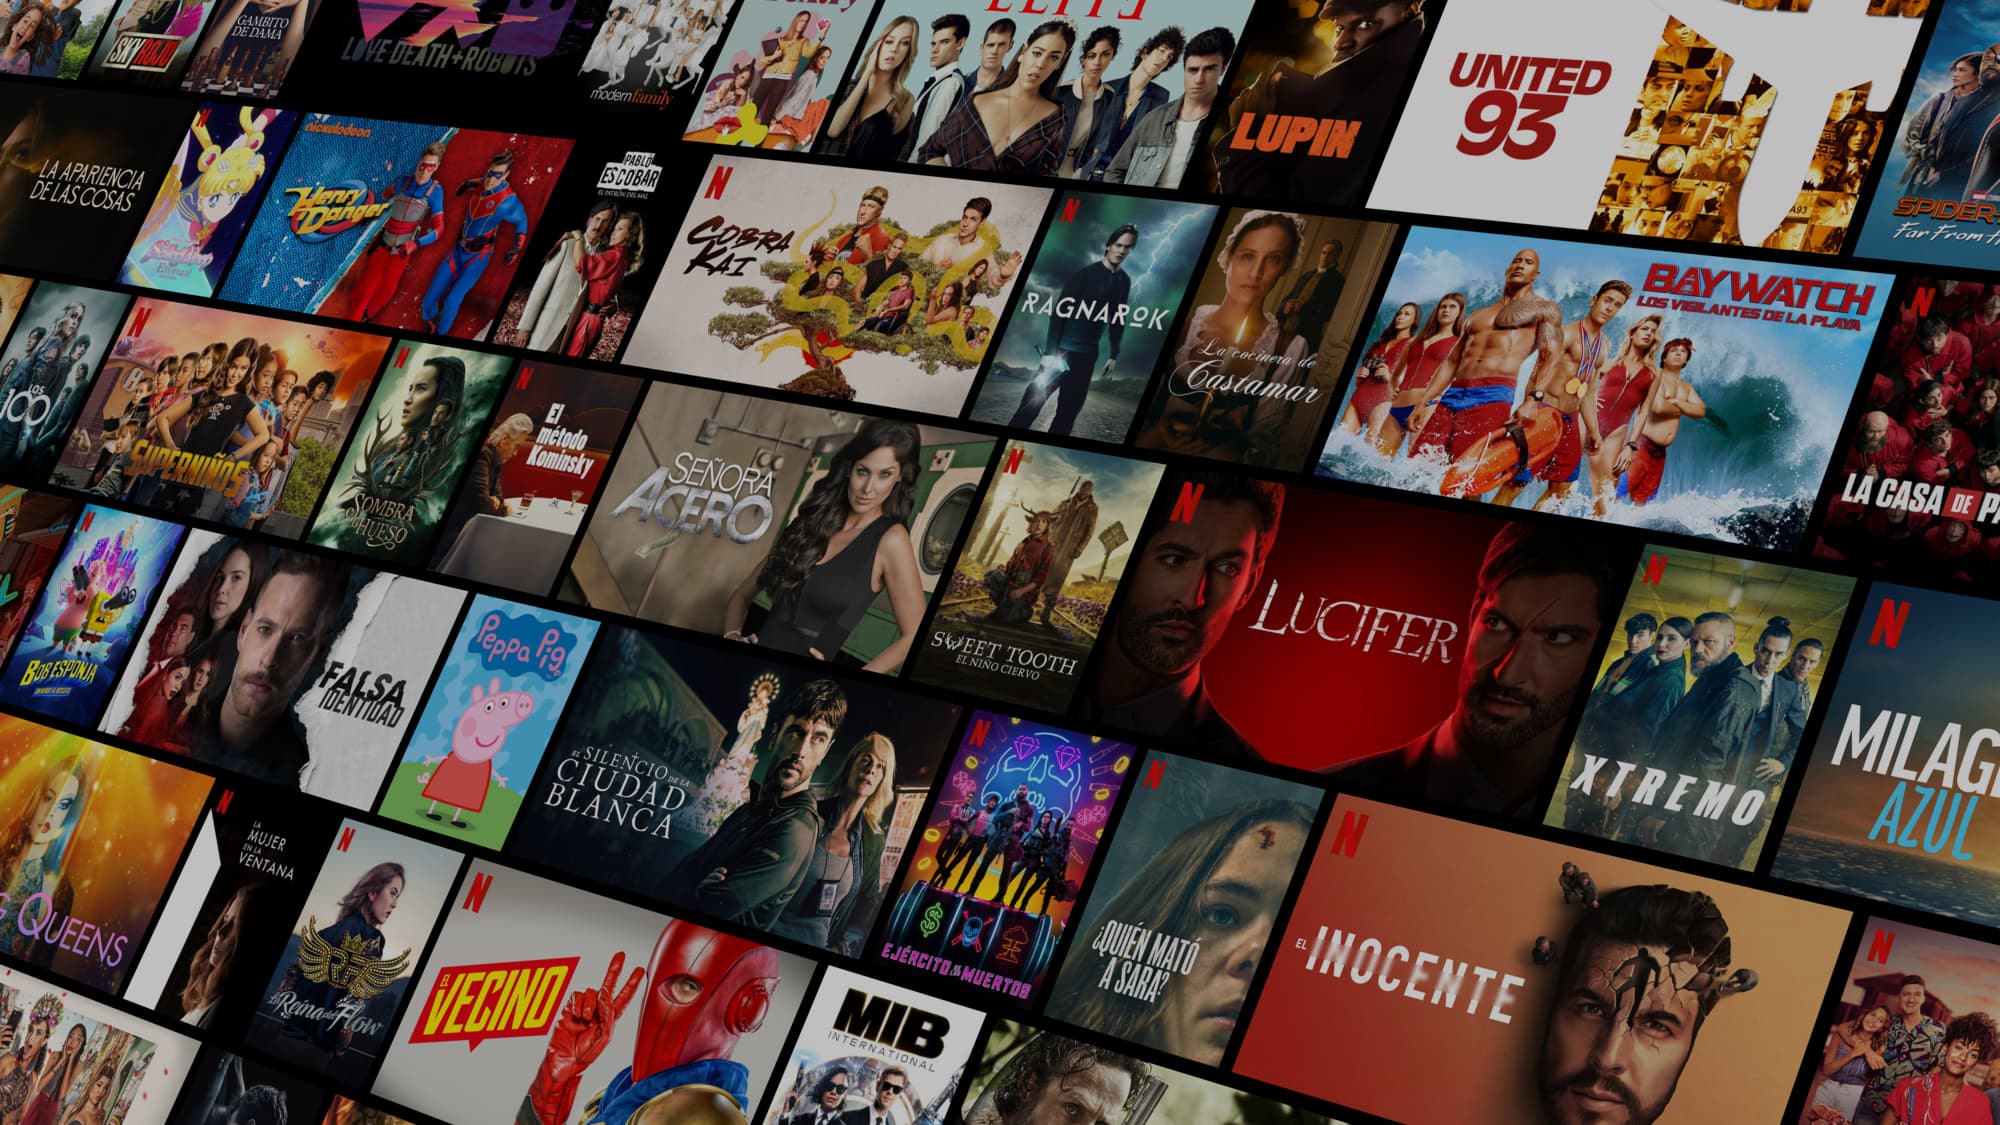 SKY ROJO
GAMBITO
DE DAMA
LOVE DEATH + ROBOTS
modern family
ELITE
LUPIN
UNITED
93
SPIDER-
Far From H
LA APARIENCIA
DE LAS COSAS
N
nickelodeon
Henry
Danger
PABLO
ESCOBAR
EL PATRÓN DEL MAL
N
COBRA
KAI
N
RAGNAROK
La cocinera de
Castamar
BAYWATCH
LOS VIGILANTES DE LA PLAYA
N
LA CASA DE PA
LOS
100
N
SUPERNIÑOS
N
SOMBRA
Y HUESO
N
El
método
Kominsky
SEÑORA
ACERO
N
SWEET TOOTH
EL NIÑO CIERVO
N
LUCIFER
N
XTREMO
N
MILAG
AZUL
N
BOB ESPONJA
FALSA
IDENTIDAD
Peppa Pig
EL SILENCIO DE LA
CIUDAD
BLANCA
N
EJÉRCITO DE LOS MUERTOS
N
¿QUIÉN MATÓ
A SARA?
N
EL INOCENTE
N
G QUEENS
N
LA
MUJER
EN LA
VENTANA
N
La Reina del Flow
N
EL
VECINO
MIB
INTERNATIONAL